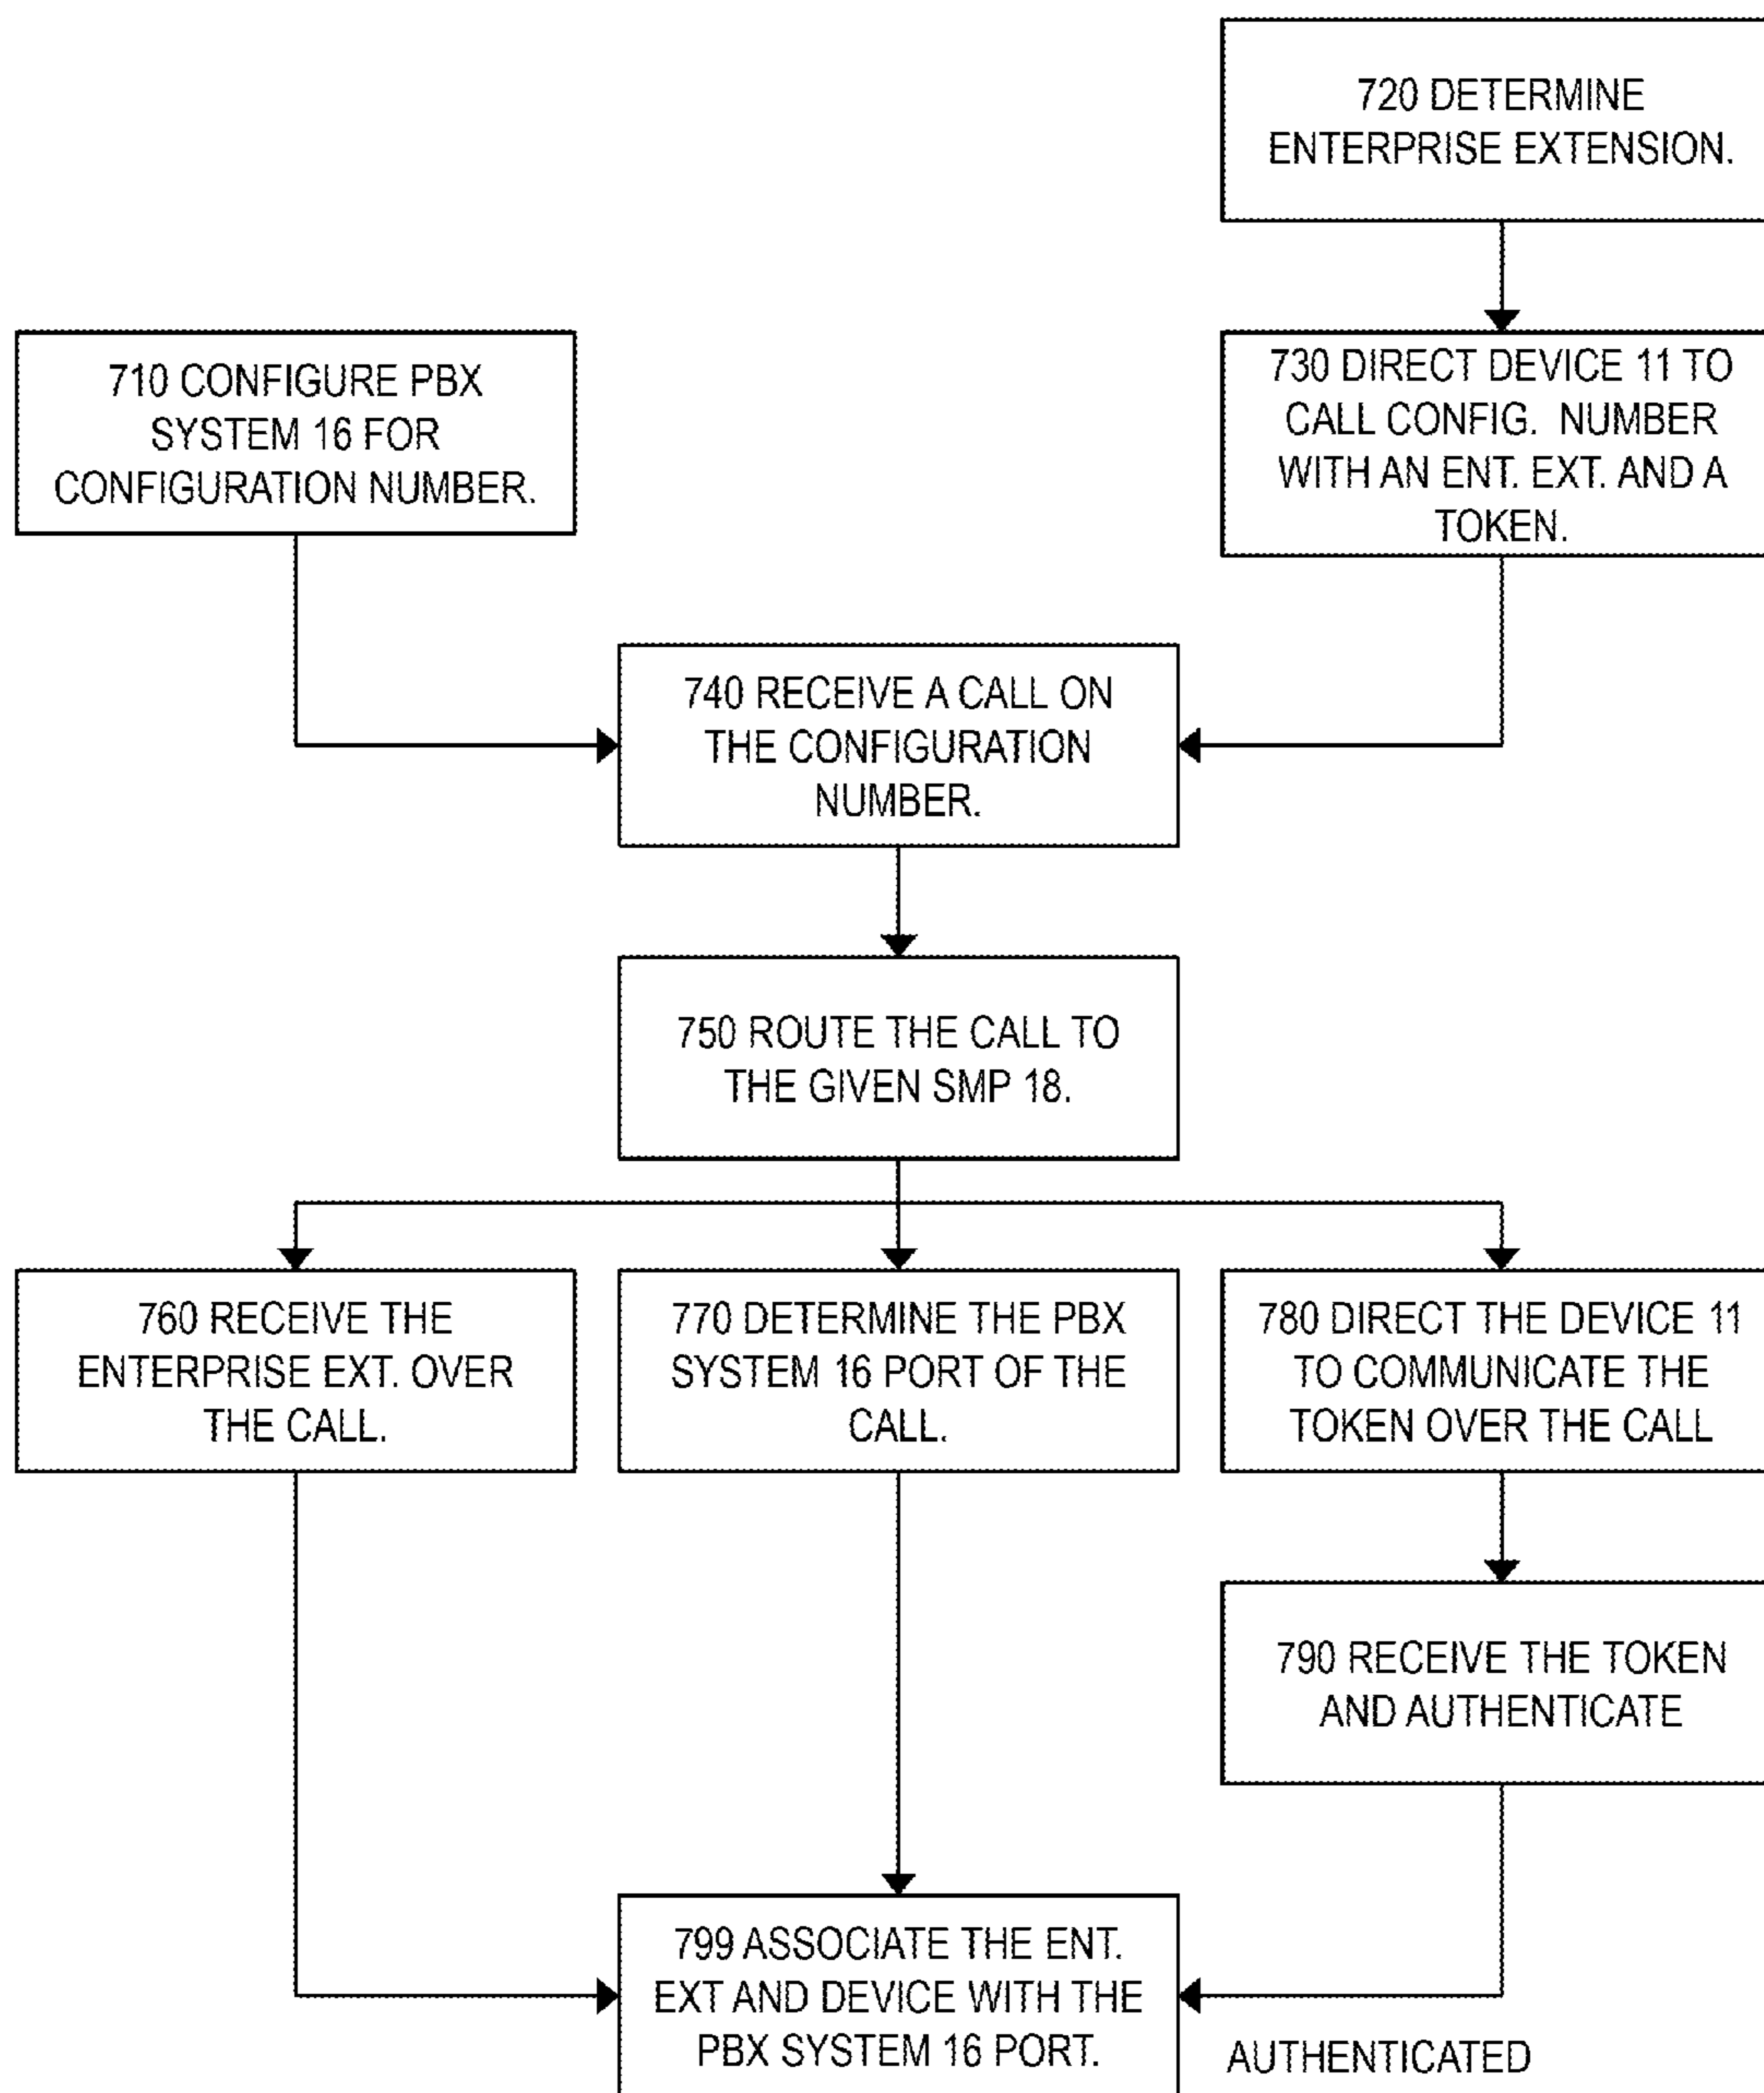 720 DETERMINE
ENTERPRISE EXTENSION.
710 CONFIGURE PBX
SYSTEM 16 FOR
CONFIGURATION NUMBER.
730 DIRECT DEVICE 11 TO
CALL CONFIG. NUMBER
WITH AN ENT. EXT. AND A
TOKEN.
740 RECEIVE A CALL ON
THE CONFIGURATION
NUMBER.
750 ROUTE THE CALL TO
THE GIVEN SMP 18.
760 RECEIVE THE
ENTERPRISE EXT. OVER
THE CALL.
770 DETERMINE THE PBX
SYSTEM 16 PORT OF THE
CALL.
780 DIRECT THE DEVICE 11
TO COMMUNICATE THE
TOKEN OVER THE CALL
790 RECEIVE THE TOKEN
AND AUTHENTICATE
799 ASSOCIATE THE ENT.
EXT AND DEVICE WITH THE
PBX SYSTEM 16 PORT.
AUTHENTICATED